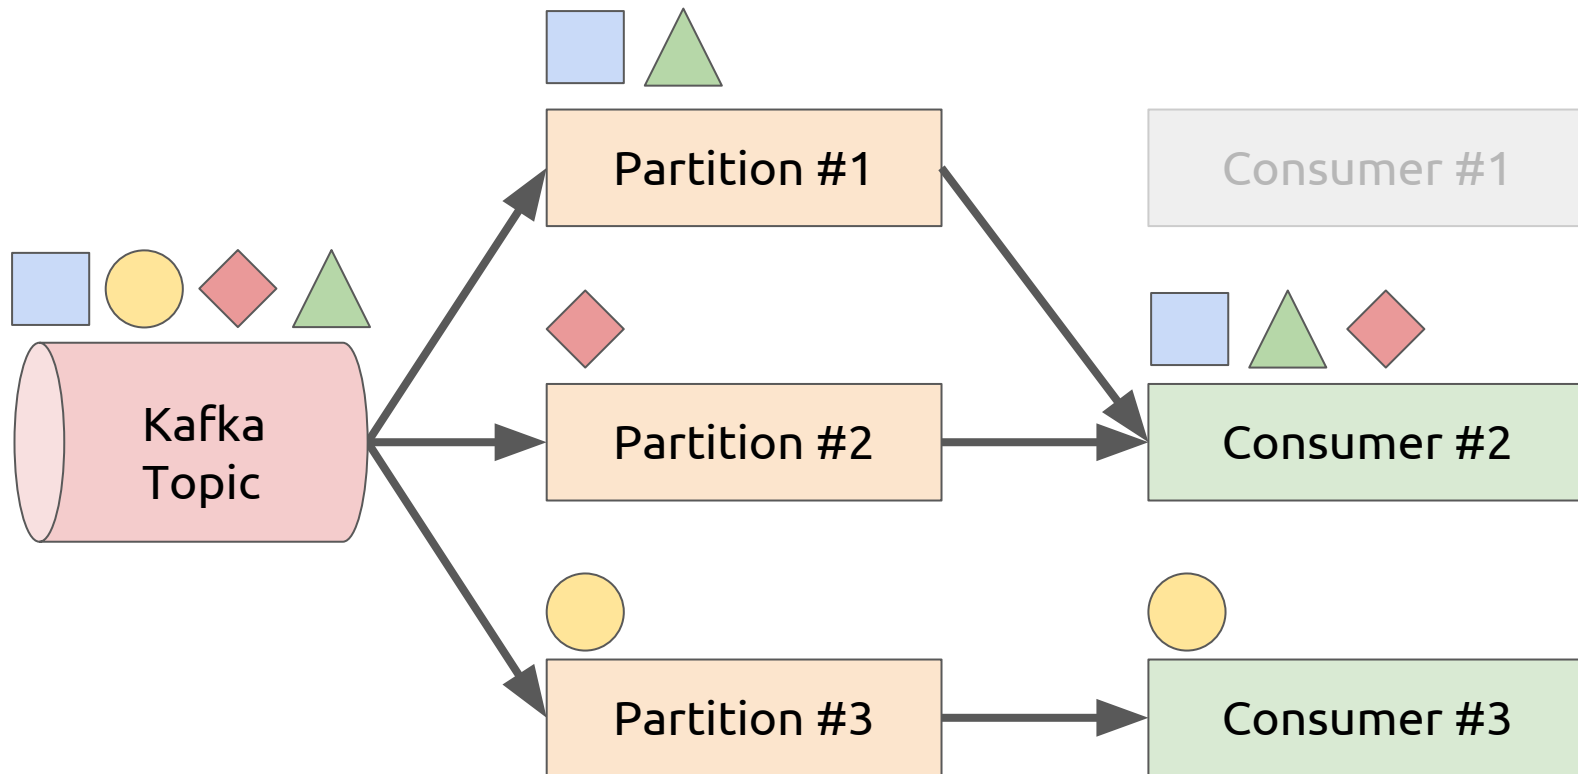 Partition #1
Consumer #1
Kafka
Topic
Partition #2
Consumer #2
Partition #3
Consumer #3